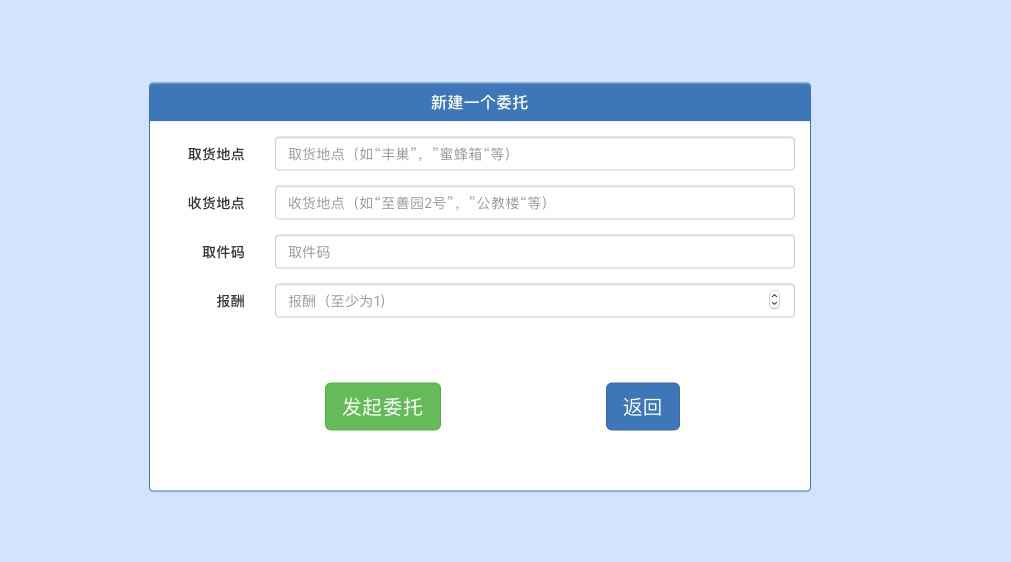 新建一个委托
取货地点 取货地点（如“丰巢”，”蜜蜂箱“等）
收货地点 收货地点（如“至善园2号”，”公教楼“等）
取件码 取件码
报酬 报酬（至少为1）
发起委托 返回